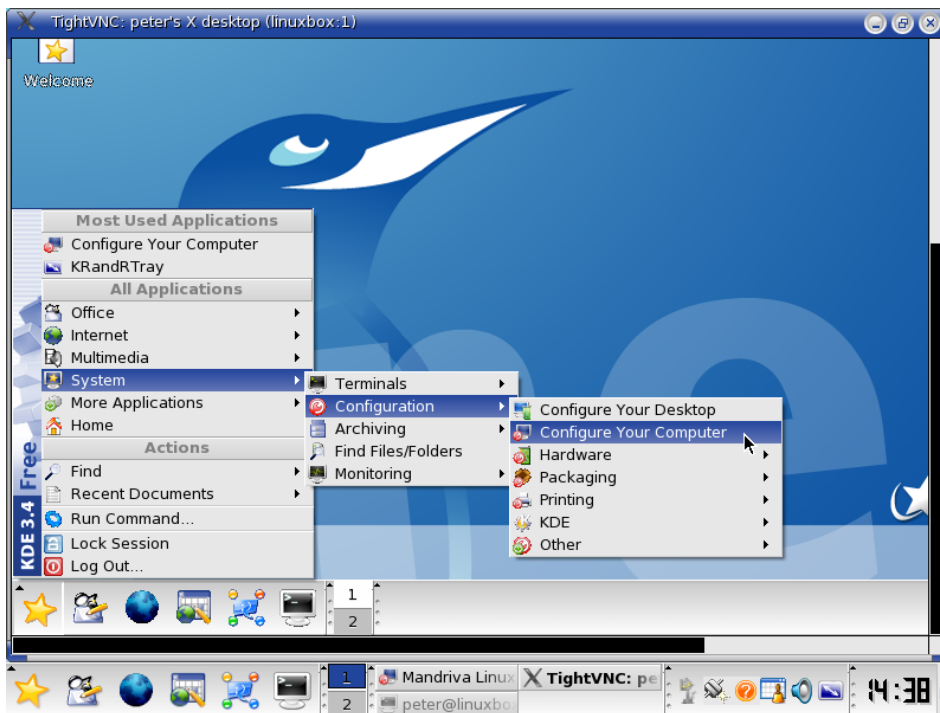 TightVNC: peter's X desktop (linuxbox:1)
Welcome
Most Used Applications
Configure Your Computer
KRandRTray
All Applications
Office
Internet
Multimedia
System
More Applications
Home
Actions
Find
Recent Documents
Run Command...
Lock Session
Log Out...
KDE 3.4 Free
Terminals
Configuration
Archiving
Find Files/Folders
Monitoring
Configure Your Desktop
Configure Your Computer
Hardware
Packaging
Printing
KDE
Other
1
2
1
2
Mandriva Linux
peter@linuxbo
TightVNC: pe
14:38